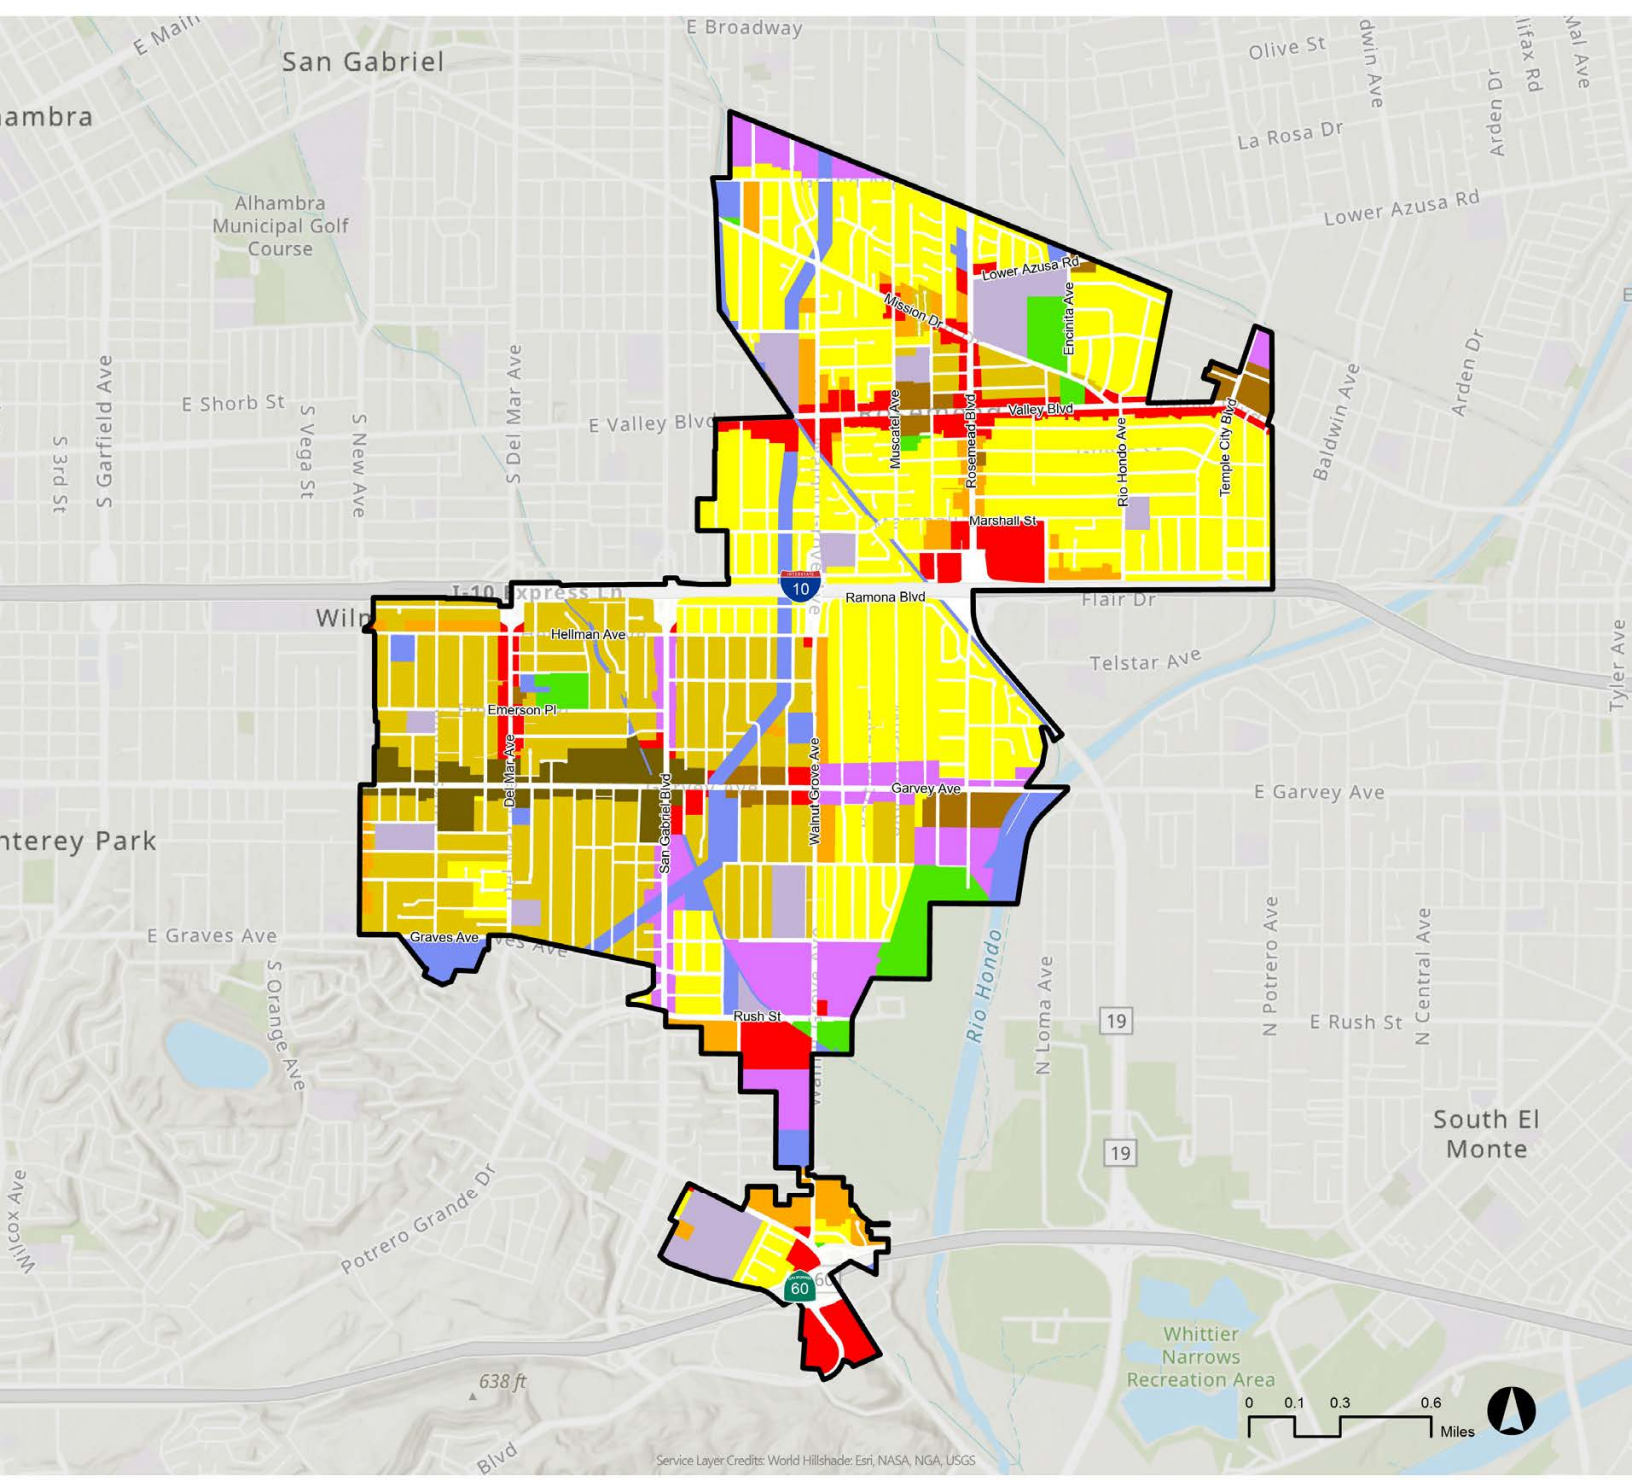 E Broadway
E Main
San Gabriel
Olive St
La Rosa Dr
Arden Dr
Alhambra
Municipal Golf
Course
Lower Azusa Rd
Lower Azusa Rd
Mission Dr
Encinita Ave
S Garfield Ave
S Del Mar Ave
E Shorb St
S Vega St
S New Ave
S 3rd St
E Valley Blvd
Muscatel Ave
Rosemead Blvd
Valley Blvd
Rio Hondo Ave
Temple City Blvd
Baldwin Ave
Arden Dr
Marshall St
I-10 Express Ln
INTERSTATE
10
Ramona Blvd
Flair Dr
Hellman Ave
Telstar Ave
Tyler Ave
Emerson Pl
Del Mar Ave
San Gabriel Blvd
Walnut Grove Ave
Garvey Ave
E Garvey Ave
nterey Park
E Graves Ave
Graves Ave
S Orange Ave
Rio Hondo
N Loma Ave
N Potrero Ave
N Central Ave
Rush St
19
E Rush St
South El
Monte
19
Wilcox Ave
Potrero Grande Dr
60
60
638 ft
Whittier
Narrows
Recreation Area
Blvd
0 0.1 0.3 0.6
Miles
Service Layer Credits: World Hillshade: Esri, NASA, NGA, USGS